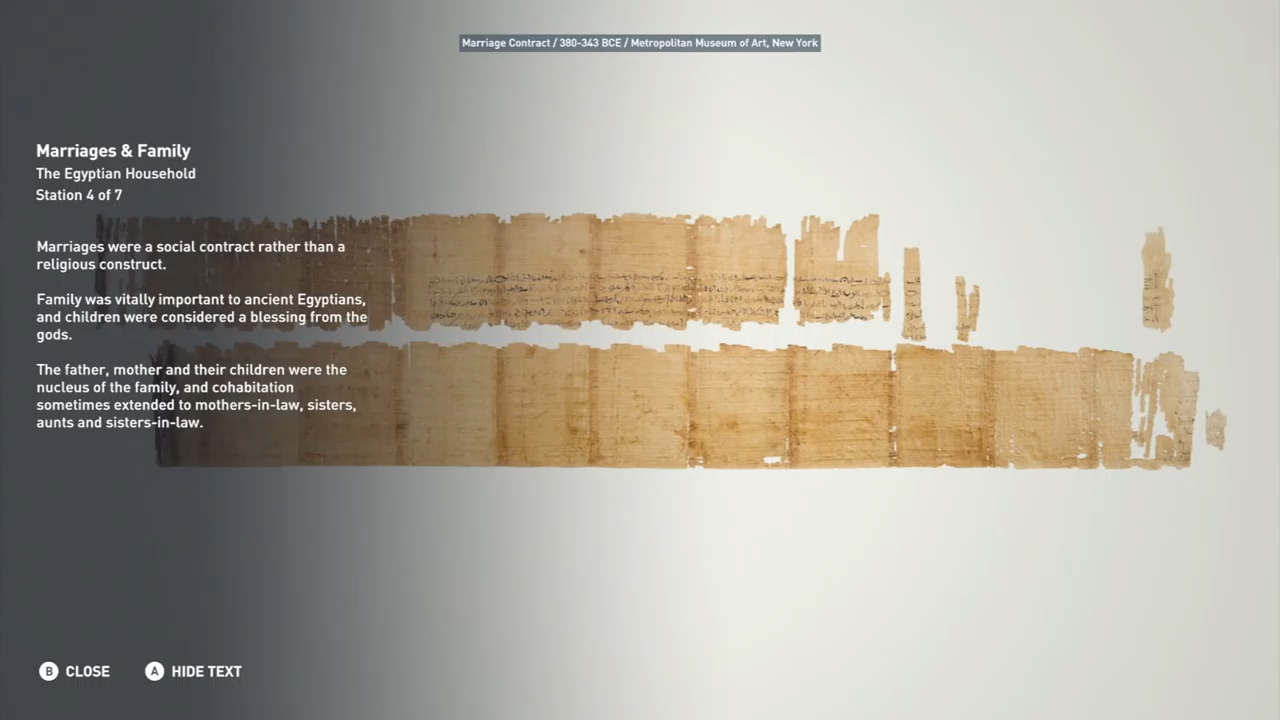 Marriage Contract / 380-343 BCE / Metropolitan Museum of Art, New York
Marriages & Family
The Egyptian Household
Station 4 of 7
Marriages were a social contract rather than a
religious construct.
Family was vitally important to ancient Egyptians,
and children were considered a blessing from the
gods.
The father, mother and their children were the
nucleus of the family, and cohabitation
sometimes extended to mothers-in-law, sisters,
aunts and sisters-in-law.
B CLOSE A HIDE TEXT